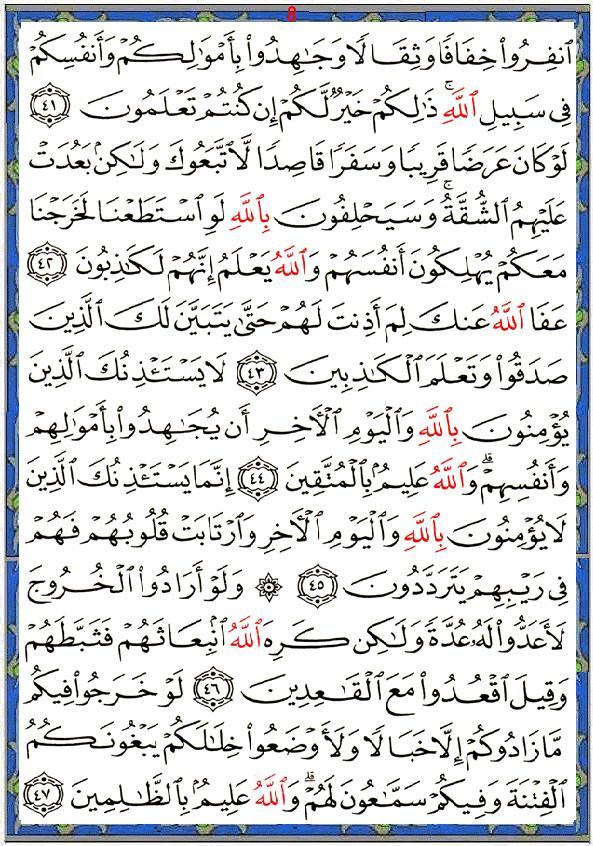 8
ٱنفِرُوا۟ خِفَافًا وَثِقَالًا وَجَٰهِدُوا۟ بِأَمْوَٰلِكُمْ وَأَنفُسِكُمْ
فِى سَبِيلِ ٱللَّهِ ۚ ذَٰلِكُمْ خَيْرٌ لَّكُمْ إِن كُنتُمْ تَعْلَمُونَ ٤١
لَوْ كَانَ عَرَضًا قَرِيبًا وَسَفَرًا قَاصِدًا لَّٱتَّبَعُوكَ وَلَٰكِنۢ بَعُدَتْ
عَلَيْهِمُ ٱلشُّقَّةُ ۚ وَسَيَحْلِفُونَ بِٱللَّهِ لَوِ ٱسْتَطَعْنَا لَخَرَجْنَا
مَعَكُمْ يُهْلِكُونَ أَنفُسَهُمْ وَٱللَّهُ يَعْلَمُ إِنَّهُمْ لَكَٰذِبُونَ ٤٢
عَفَا ٱللَّهُ عَنكَ لِمَ أَذِنتَ لَهُمْ حَتَّىٰ يَتَبَيَّنَ لَكَ ٱلَّذِينَ
صَدَقُوا۟ وَتَعْلَمَ ٱلْكَٰذِبِينَ ٤٣ لَا يَسْتَـْٔذِنُكَ ٱلَّذِينَ
يُؤْمِنُونَ بِٱللَّهِ وَٱلْيَوْمِ ٱلْـَٔاخِرِ أَن يُجَٰهِدُوا۟ بِأَمْوَٰلِهِمْ
وَأَنفُسِهِمْ ۗ وَٱللَّهُ عَلِيمٌۢ بِٱلْمُتَّقِينَ ٤٤ إِنَّمَا يَسْتَـْٔذِنُكَ ٱلَّذِينَ
لَا يُؤْمِنُونَ بِٱللَّهِ وَٱلْيَوْمِ ٱلْـَٔاخِرِ وَٱرْتَابَتْ قُلُوبُهُمْ فَهُمْ
فِى رَيْبِهِمْ يَتَرَدَّدُونَ ٤٥ ۞ وَلَوْ أَرَادُوا۟ ٱلْخُرُوجَ
لَأَعَدُّوا۟ لَهُۥ عُدَّةً وَلَٰكِن كَرِهَ ٱللَّهُ ٱنۢبِعَاثَهُمْ فَثَبَّطَهُمْ
وَقِيلَ ٱقْعُدُوا۟ مَعَ ٱلْقَٰعِدِينَ ٤٦ لَوْ خَرَجُوا۟ فِيكُم
مَّا زَادُوكُمْ إِلَّا خَبَالًا وَلَأَوْضَعُوا۟ خِلَٰلَكُمْ يَبْغُونَكُمُ
ٱلْفِتْنَةَ وَفِيكُمْ سَمَّٰعُونَ لَهُمْ ۗ وَٱللَّهُ عَلِيمٌۢ بِٱلظَّٰلِمِينَ ٤٧